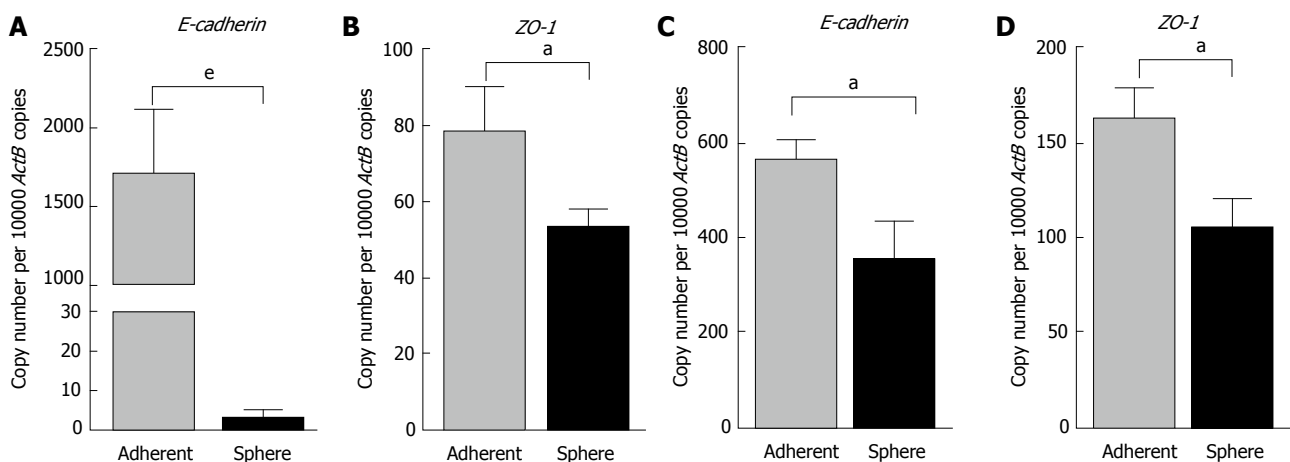 A
E-cadherin
Copy number per 10000 ActB copies
2500
2000
1500
1000
30
20
10
0
e
Adherent
Sphere
B
ZO-1
Copy number per 10000 ActB copies
100
80
60
40
20
0
a
Adherent
Sphere
C
E-cadherin
Copy number per 10000 ActB copies
800
600
400
200
0
a
Adherent
Sphere
D
ZO-1
Copy number per 10000 ActB copies
200
150
100
50
0
a
Adherent
Sphere